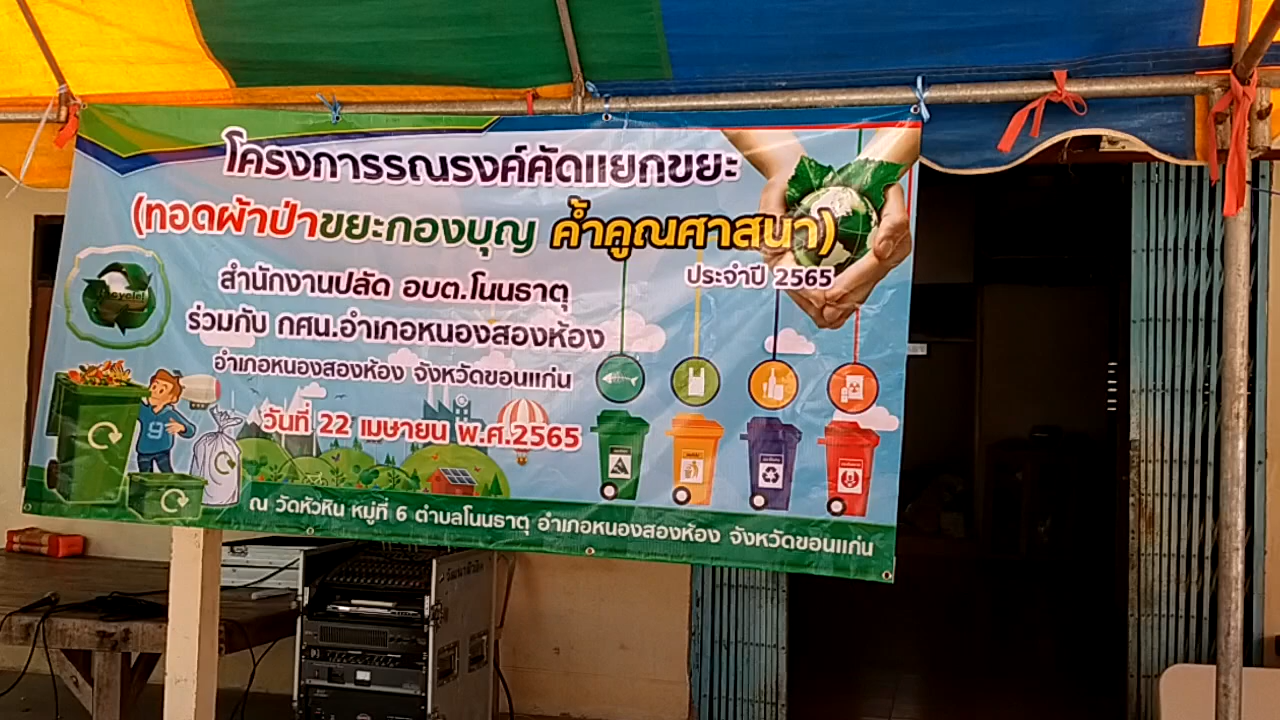 โครงการรณรงค์คัดแยกขยะ
(ทอดผ้าป่าขยะกองบุญ ค้ำคูณศาสนา)
ประจำปี 2565
สำนักงานปลัด อบต.โนนธาตุ
ร่วมกับ กศน.อำเภอหนองสองห้อง
อำเภอหนองสองห้อง จังหวัดขอนแก่น
วันที่ 22 เมษายน พ.ศ.2565
ณ วัดหัวหิน หมู่ที่ 6 ตำบลโนนธาตุ อำเภอหนองสองห้อง จังหวัดขอนแก่น
Recycle!
9